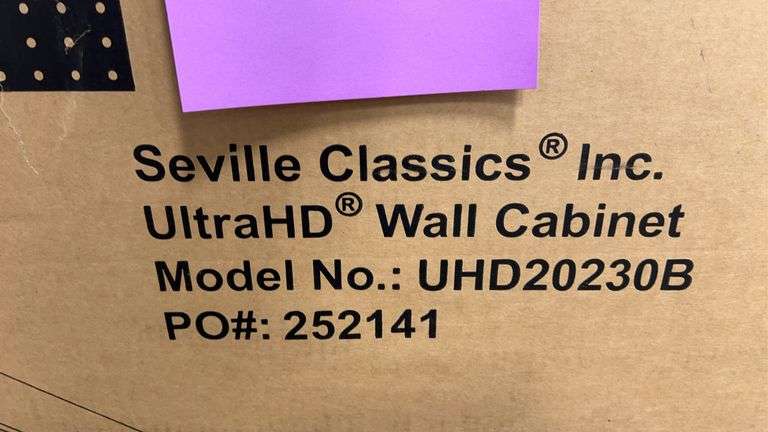 Seville Classics® Inc.
UltraHD® Wall Cabinet
Model No.: UHD20230B
PO#: 252141